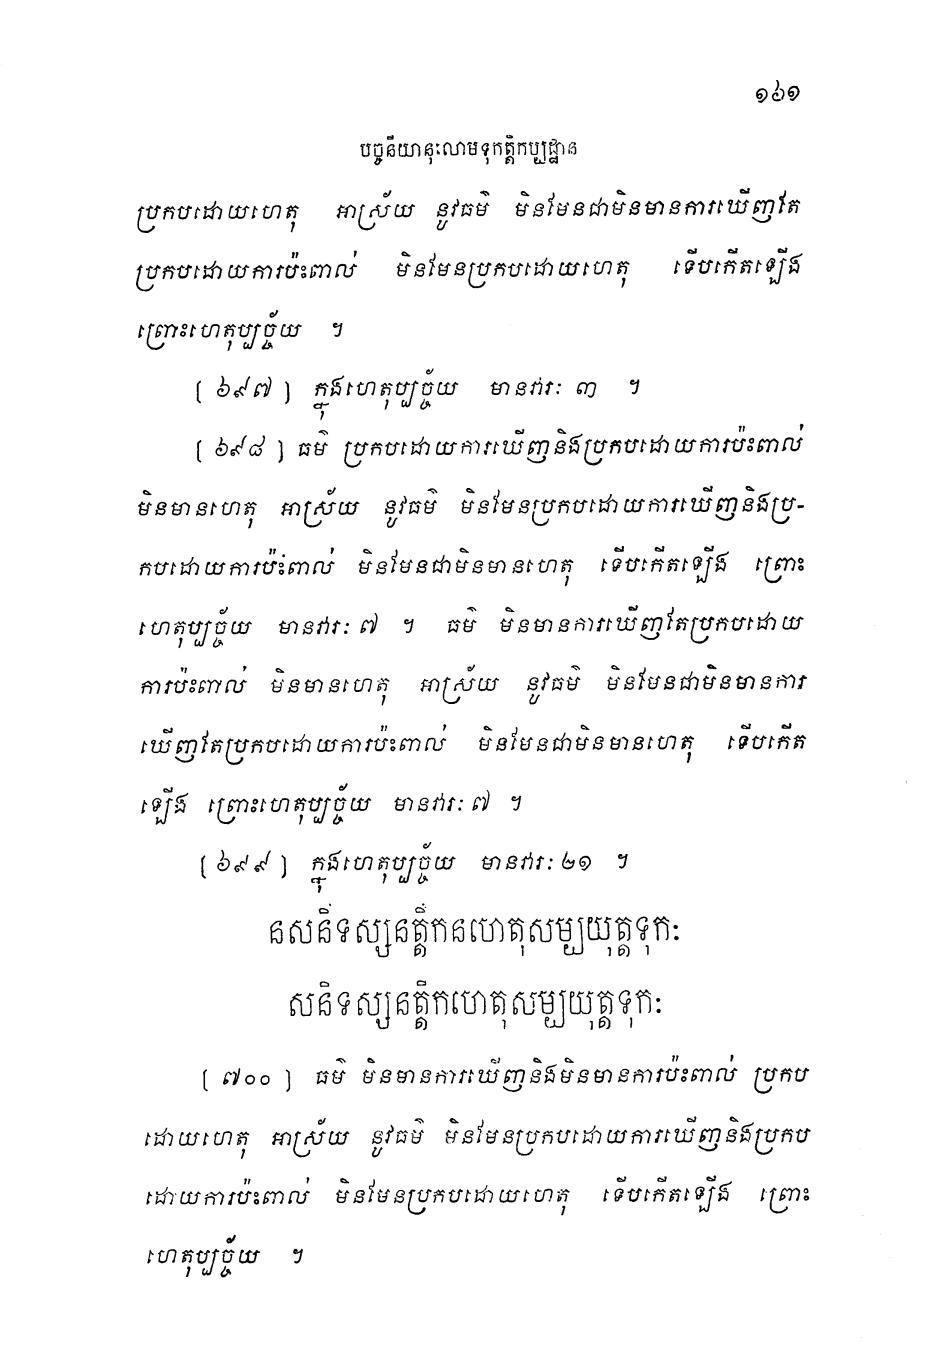 ១៦១
បច្ចនីយានុលោមទុកត្តិកប្បដ្ឋាន
ប្រកបដោយហេតុ អាស្រ័យ នូវធម៌ មិនមែនជាមិនមានការឃើញតែ
ប្រកបដោយការប៉ះពាល់ មិនមែនប្រកបដោយហេតុ ទើបកើតឡើង
ព្រោះហេតុប្បច្ច័យ ។
[ ៦៩៧ ] ក្នុងហេតុប្បច្ច័យ មានវារៈ ៣ ។
[ ៦៩៨ ] ធម៌ ប្រកបដោយការឃើញនិងប្រកបដោយការប៉ះពាល់
មិនមានហេតុ អាស្រ័យ នូវធម៌ មិនមែនប្រកបដោយការឃើញនិងប្រ-
កបដោយការប៉ះពាល់ មិនមែនជាមិនមានហេតុ ទើបកើតឡើង ព្រោះ
ហេតុប្បច្ច័យ មានវារៈ ៧ ។ ធម៌ មិនមានការឃើញតែប្រកបដោយ
ការប៉ះពាល់ មិនមានហេតុ អាស្រ័យ នូវធម៌ មិនមែនជាមិនមានការ
ឃើញតែប្រកបដោយការប៉ះពាល់ មិនមែនជាមិនមានហេតុ ទើបកើត
ឡើង ព្រោះហេតុប្បច្ច័យ មានវារៈ ៧ ។
[ ៦៩៩ ] ក្នុងហេតុប្បច្ច័យ មានវារៈ ២១ ។
នសនិទស្សនត្តិកនហេតុសម្បយុត្តទុកៈ
សនិទស្សនត្តិកហេតុសម្បយុត្តទុកៈ
[ ៧០០ ] ធម៌ មិនមានការឃើញនិងមិនមានការប៉ះពាល់ ប្រកប
ដោយហេតុ អាស្រ័យ នូវធម៌ មិនមែនប្រកបដោយការឃើញនិងប្រកប
ដោយការប៉ះពាល់ មិនមែនប្រកបដោយហេតុ ទើបកើតឡើង ព្រោះ
ហេតុប្បច្ច័យ ។